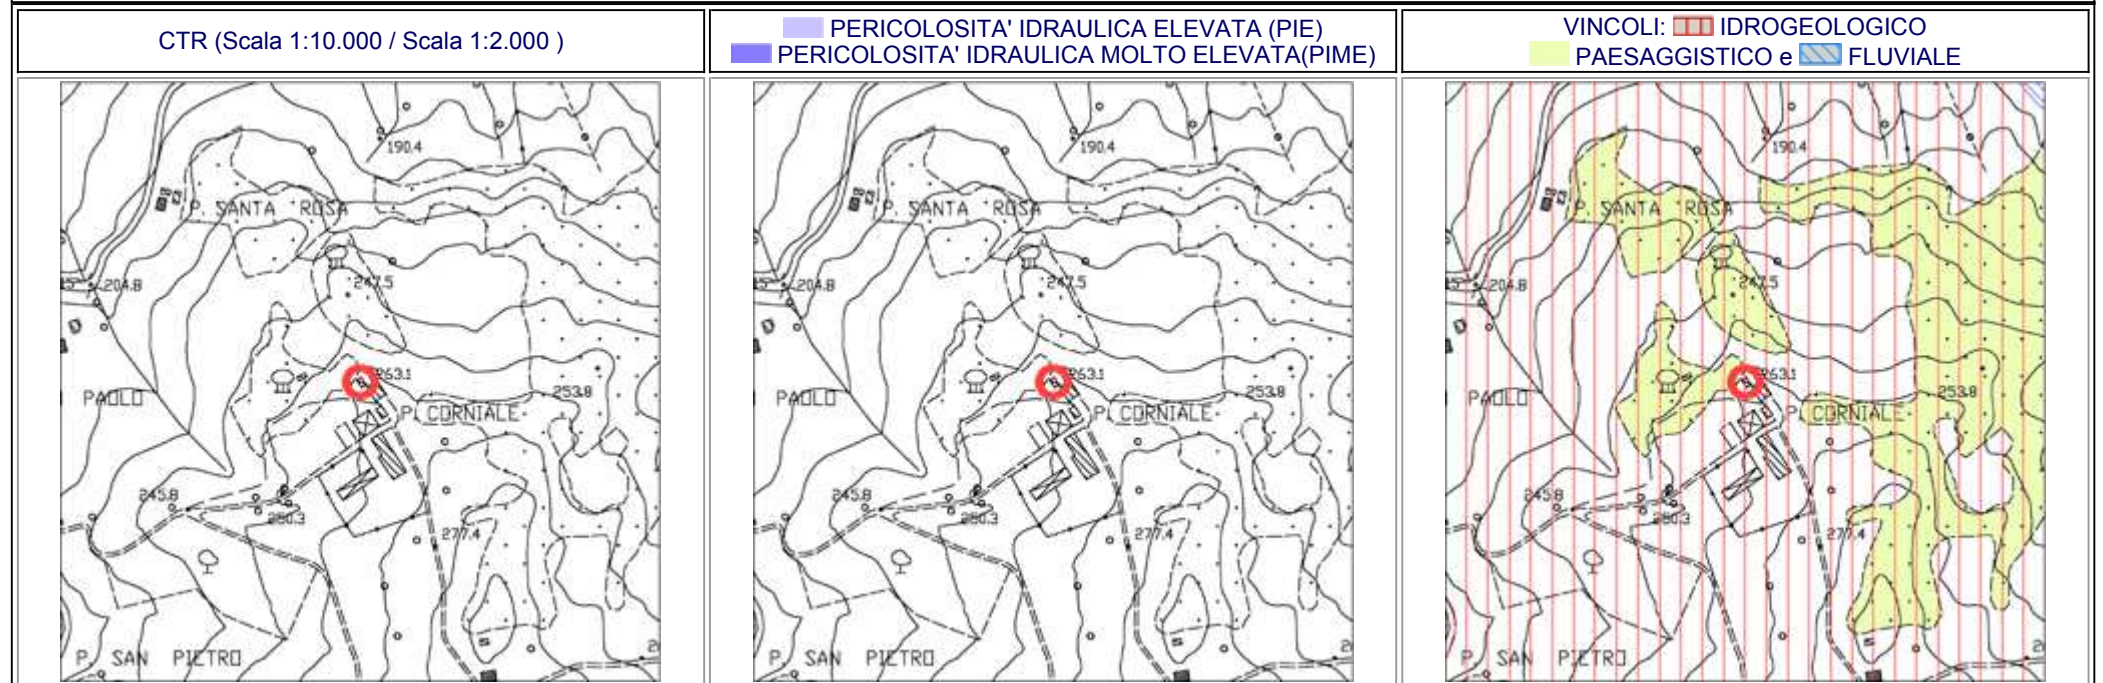 CTR (Scala 1:10.000 / Scala 1:2.000 )
PERICOLOSITA' IDRAULICA ELEVATA (PIE)
PERICOLOSITA' IDRAULICA MOLTO ELEVATA(PIME)
VINCOLI: IDROGEOLOGICO
PAESAGGISTICO e FLUVIALE
190.4
P. SANTA ROSA
247.5
204.8
263.1
PAOLO
P. CORNIALE
253.8
245.8
260.3
277.4
P. SAN PIETRO
190.4
P. SANTA ROSA
247.5
204.8
263.1
PAOLO
P. CORNIALE
253.8
245.8
260.3
277.4
P. SAN PIETRO
190.4
P. SANTA ROSA
247.5
204.8
263.1
PAOLO
P. CORNIALE
253.8
245.8
260.3
277.4
P. SAN PIETRO